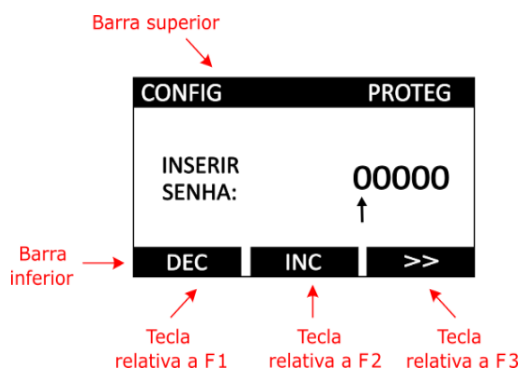 Barra superior
CONFIG PROTEG
INSERIR
SENHA:
00000
Barra
inferior
DEC INC >>
Tecla
relativa a F1
Tecla
relativa a F2
Tecla
relativa a F3